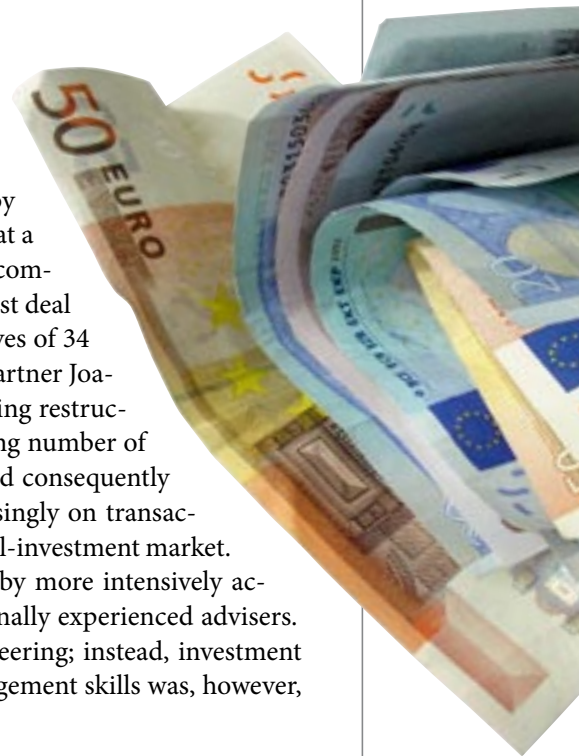 50 EURO
by
at a
com-
st deal
ves of 34
artner Joa-
ing restruc-
ng number of
d consequently
singly on transac-
l-investment market.
by more intensively ac-
nally experienced advisers.
eering; instead, investment
gement skills was, however,